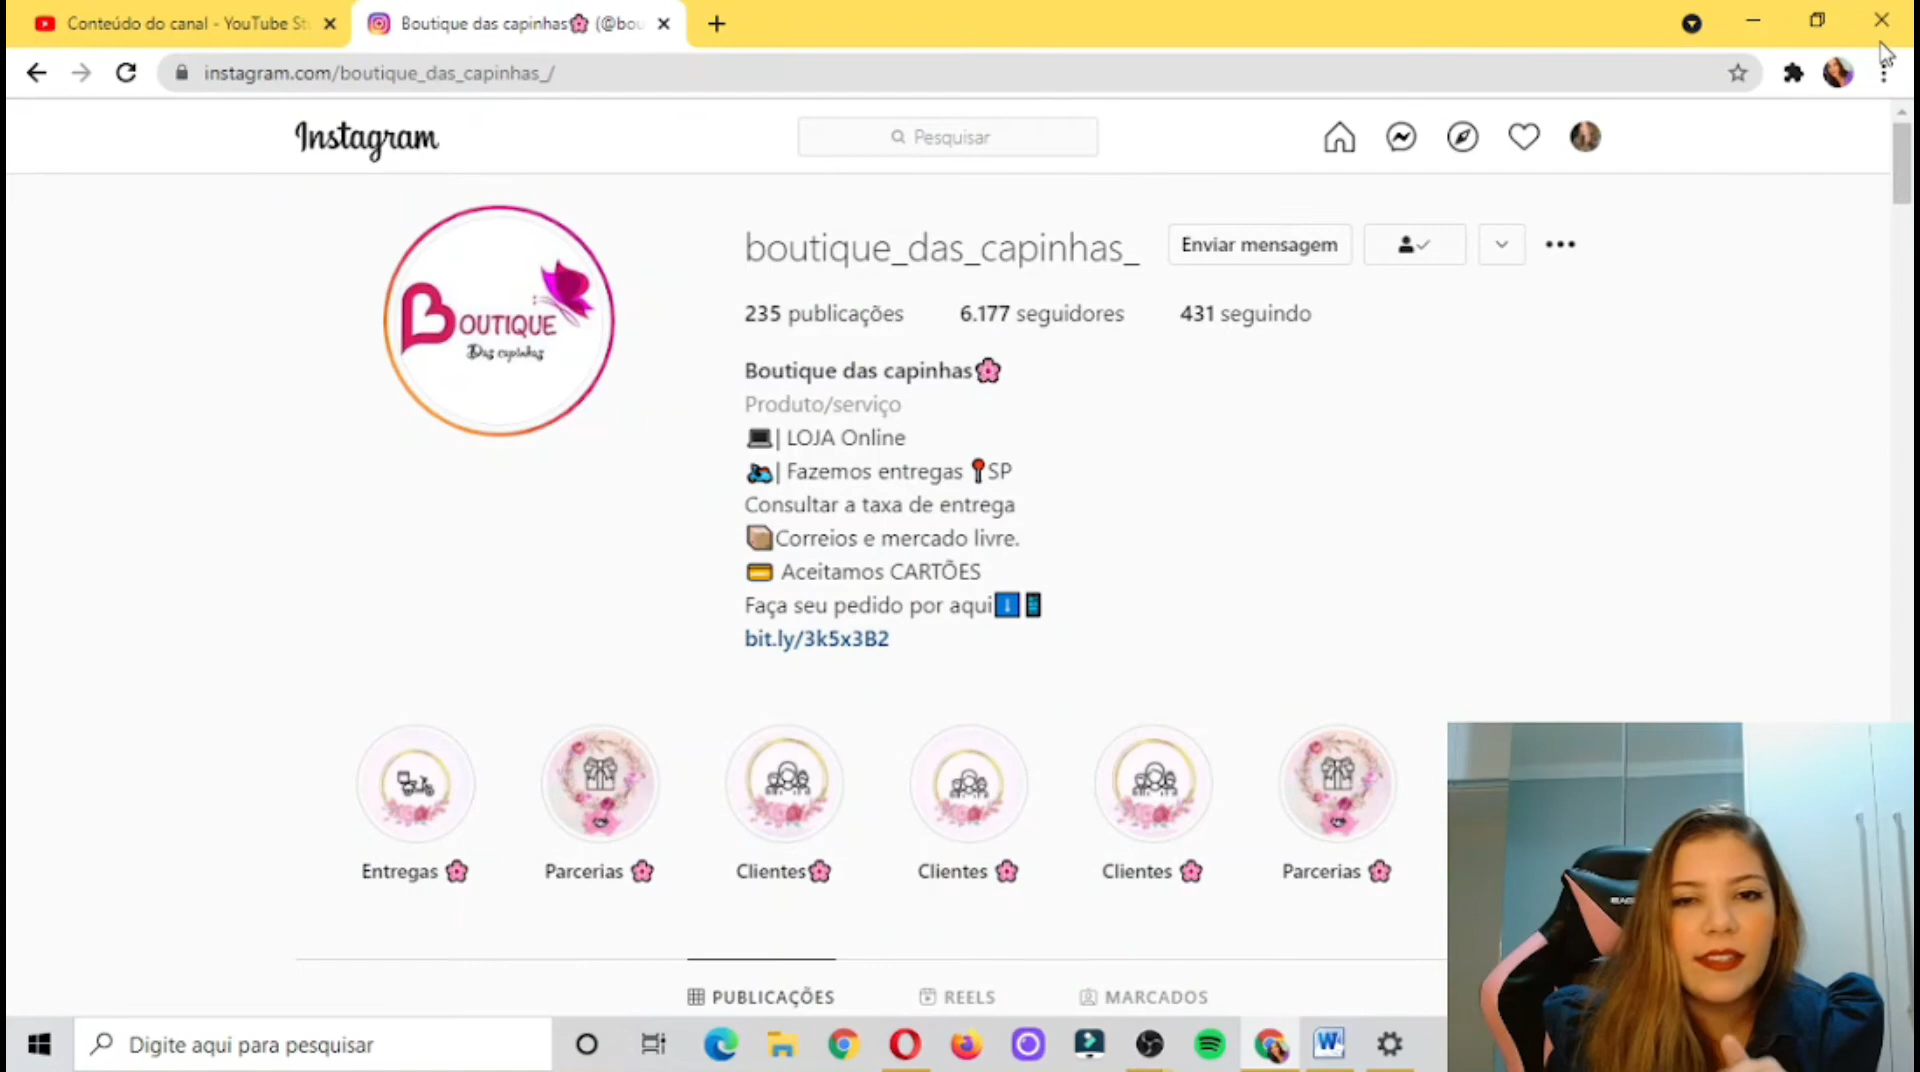 Conteúdo do canal - YouTube St
Boutique das capinhas🌸 (@bou
instagram.com/boutique_das_capinhas_/
Instagram
Pesquisar
BOUTIQUE
Das capinhas
boutique_das_capinhas_
Enviar mensagem
235 publicações 6.177 seguidores 431 seguindo
Boutique das capinhas🌸
Produto/serviço
💻| LOJA Online
🏍| Fazemos entregas 📍SP
Consultar a taxa de entrega
📦Correios e mercado livre.
💳 Aceitamos CARTÕES
Faça seu pedido por aqui⬇📱
bit.ly/3k5x3B2
Entregas 🌸 Parcerias 🌸 Clientes🌸 Clientes 🌸 Clientes 🌸 Parcerias 🌸
PUBLICAÇÕES REELS MARCADOS
Digite aqui para pesquisar